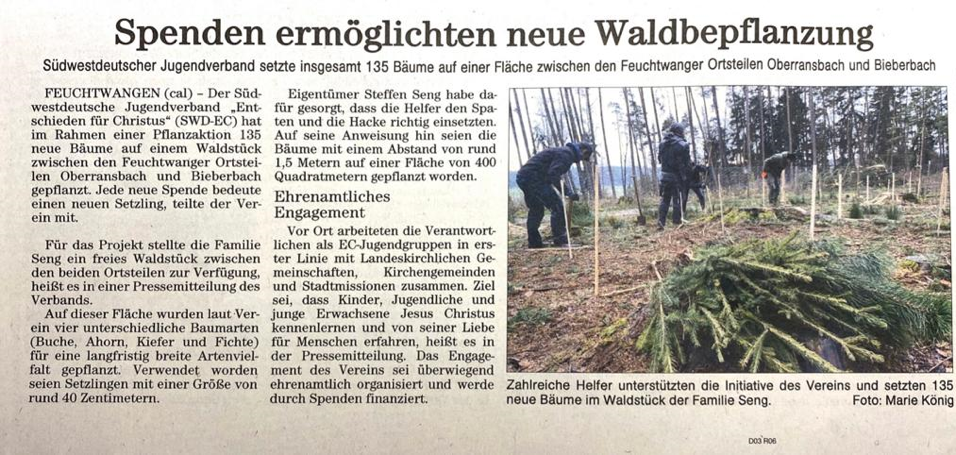 Spenden ermöglichten neue Waldbepflanzung
Südwestdeutscher Jugendverband setzte insgesamt 135 Bäume auf einer Fläche zwischen den Feuchtwanger Ortsteilen Oberransbach und Bieberbach
FEUCHTWANGEN (cal) – Der Süd-
westdeutsche Jugendverband „Ent-
schieden für Christus“ (SWD-EC) hat
im Rahmen einer Pflanzaktion 135
neue Bäume auf einem Waldstück
zwischen den Feuchtwanger Ortstei-
len Oberransbach und Bieberbach
gepflanzt. Jede neue Spende bedeute
einen neuen Setzling, teilte der Ver-
ein mit.
Für das Projekt stellte die Familie
Seng ein freies Waldstück zwischen
den beiden Ortsteilen zur Verfügung,
heißt es in einer Pressemitteilung des
Verbands.
Auf dieser Fläche wurden laut Ver-
ein vier unterschiedliche Baumarten
(Buche, Ahorn, Kiefer und Fichte)
für eine langfristig breite Artenviel-
falt gepflanzt. Verwendet worden
seien Setzlingen mit einer Größe von
rund 40 Zentimetern.
Eigentümer Steffen Seng habe da-
für gesorgt, dass die Helfer den Spa-
ten und die Hacke richtig einsetzten.
Auf seine Anweisung hin seien die
Bäume mit einem Abstand von rund
1,5 Metern auf einer Fläche von 400
Quadratmetern gepflanzt worden.
Ehrenamtliches
Engagement
Vor Ort arbeiteten die Verantwort-
lichen als EC-Jugendgruppen in ers-
ter Linie mit Landeskirchlichen Ge-
meinschaften, Kirchengemeinden
und Stadtmissionen zusammen. Ziel
sei, dass Kinder, Jugendliche und
junge Erwachsene Jesus Christus
kennenlernen und von seiner Liebe
für Menschen erfahren, heißt es in
der Pressemitteilung. Das Engage-
ment des Vereins sei überwiegend
ehrenamtlich organisiert und werde
durch Spenden finanziert.
Zahlreiche Helfer unterstützten die Initiative des Vereins und setzten 135
neue Bäume im Waldstück der Familie Seng. Foto: Marie König
D03 R06